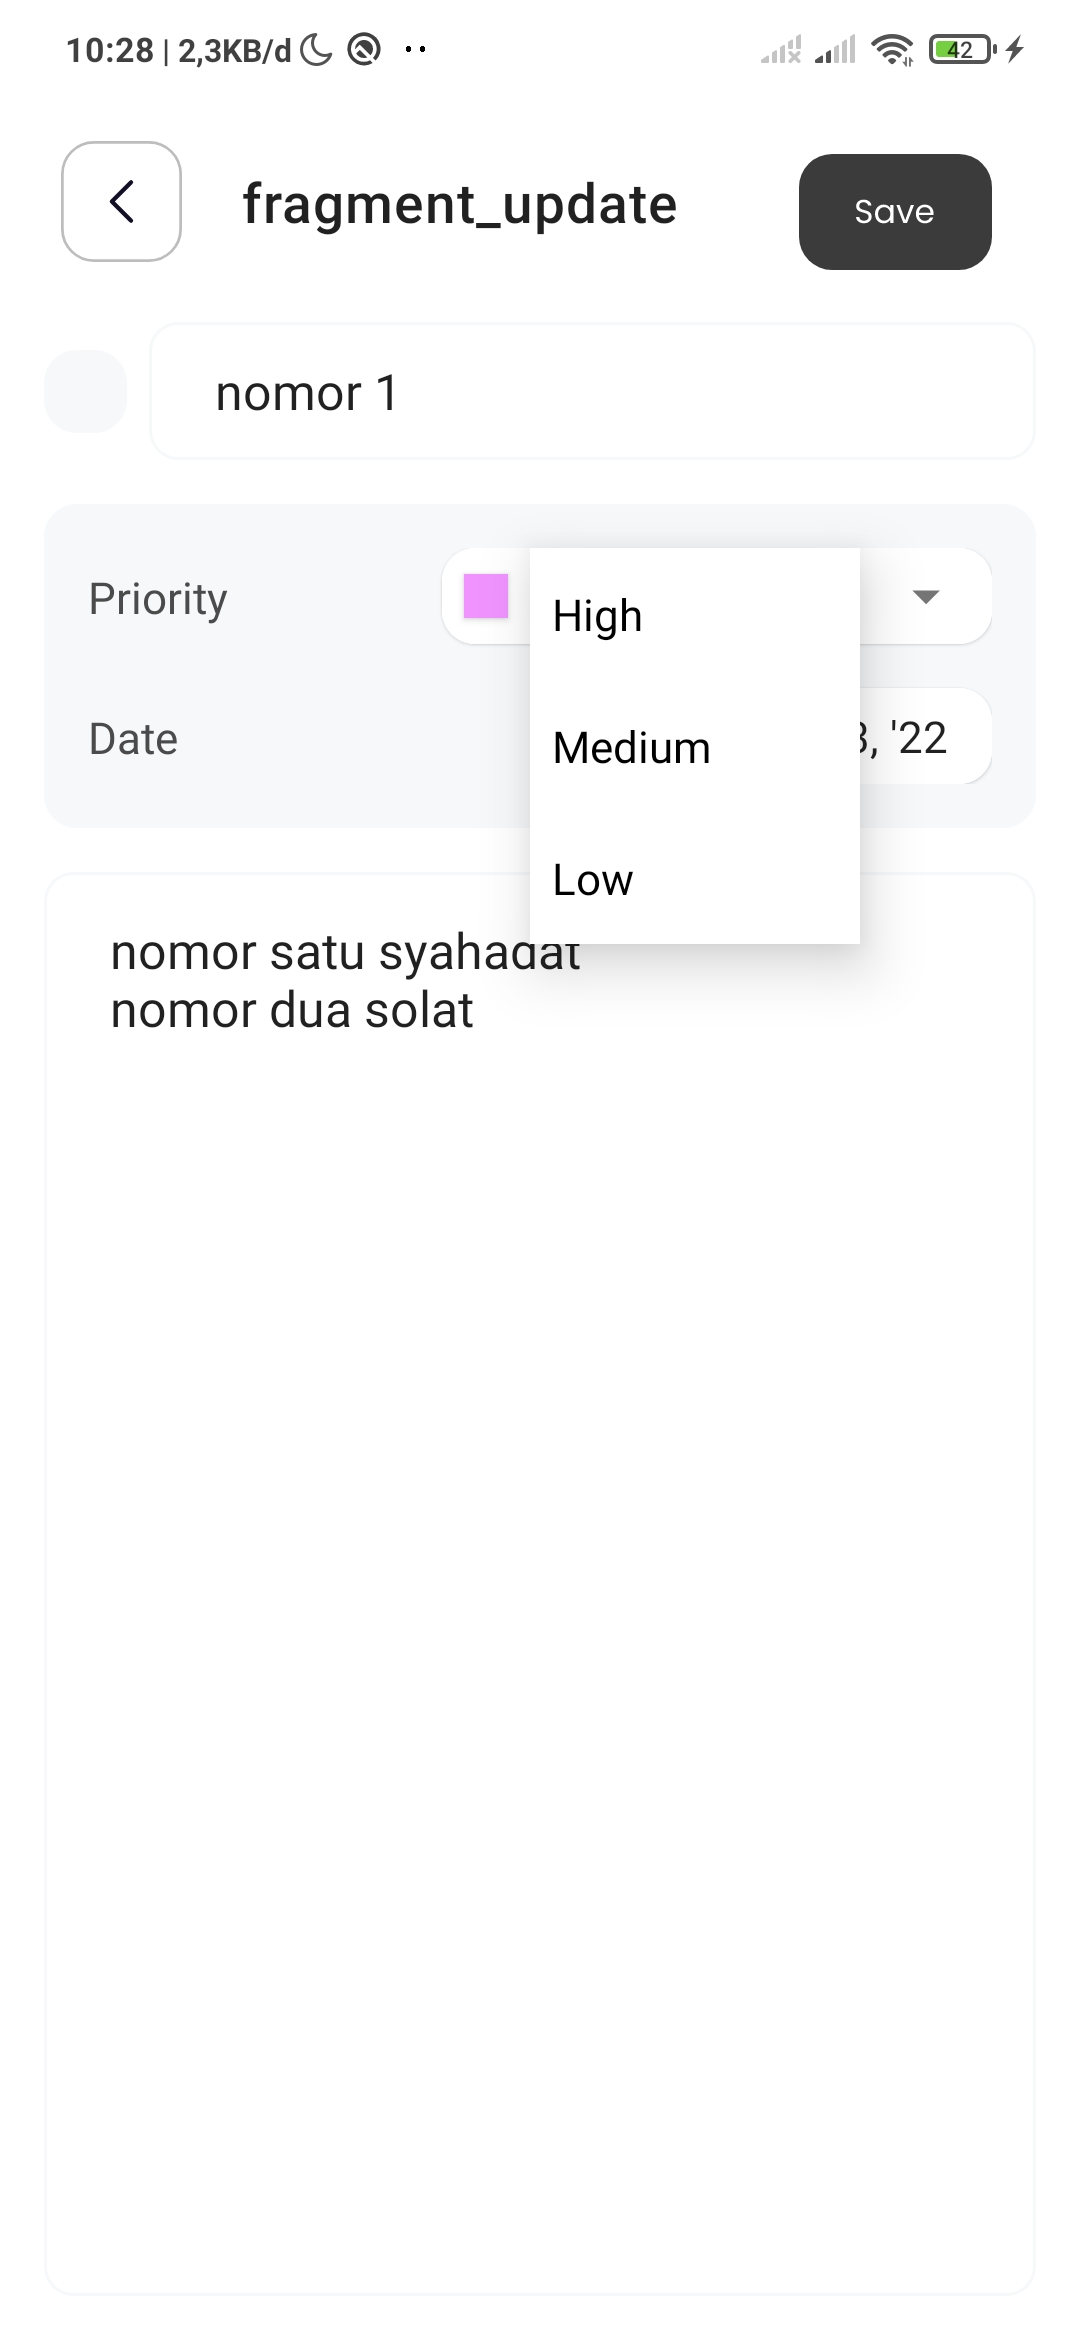 10:28 | 2,3KB/d
42
fragment_update
Save
nomor 1
Priority
High
Medium
Low
Date
, '22
nomor satu syahadat
nomor dua solat